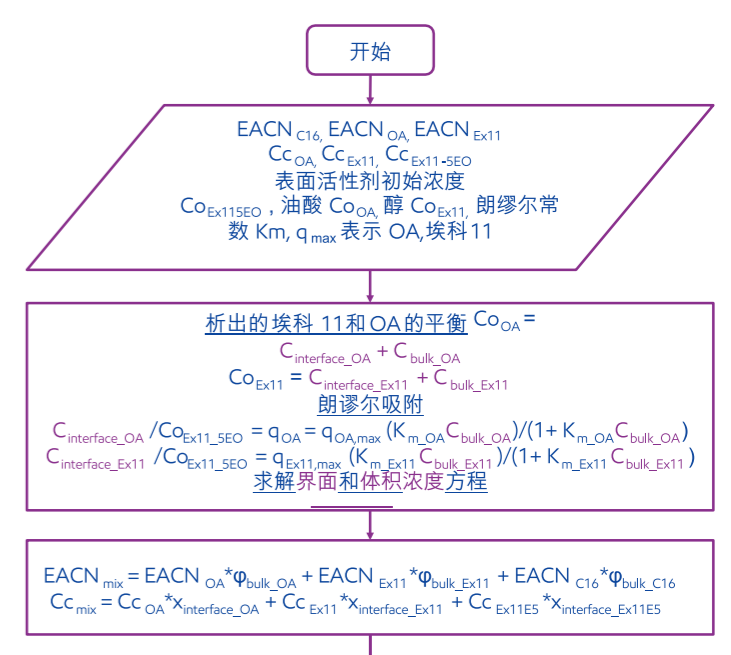 开始
EACN C16, EACN OA, EACN Ex11
Cc OA, Cc Ex11, Cc Ex11-5EO
表面活性剂初始浓度
Co Ex115EO , 油酸 Co OA, 醇 Co Ex11, 朗缪尔常
数 Km, q max 表示 OA,埃科11
析出的埃科 11和OA的平衡 Co OA =
C interface_OA + C bulk_OA
Co Ex11 = C interface_Ex11 + C bulk_Ex11
朗谬尔吸附
C interface_OA /Co Ex11_5EO = q OA = q OA,max (K m_OA C bulk_OA)/(1+ K m_OA C bulk_OA)
C interface_Ex11 /Co Ex11_5EO = q Ex11,max (K m_Ex11 C bulk_Ex11)/(1+ K m_Ex11 C bulk_Ex11)
求解界面和体积浓度方程
EACN mix = EACN OA *φ bulk_OA + EACN Ex11 *φ bulk_Ex11 + EACN C16 *φ bulk_C16
Cc mix = Cc OA *x interface_OA + Cc Ex11 *x interface_Ex11 + Cc Ex11E5 *x interface_Ex11E5